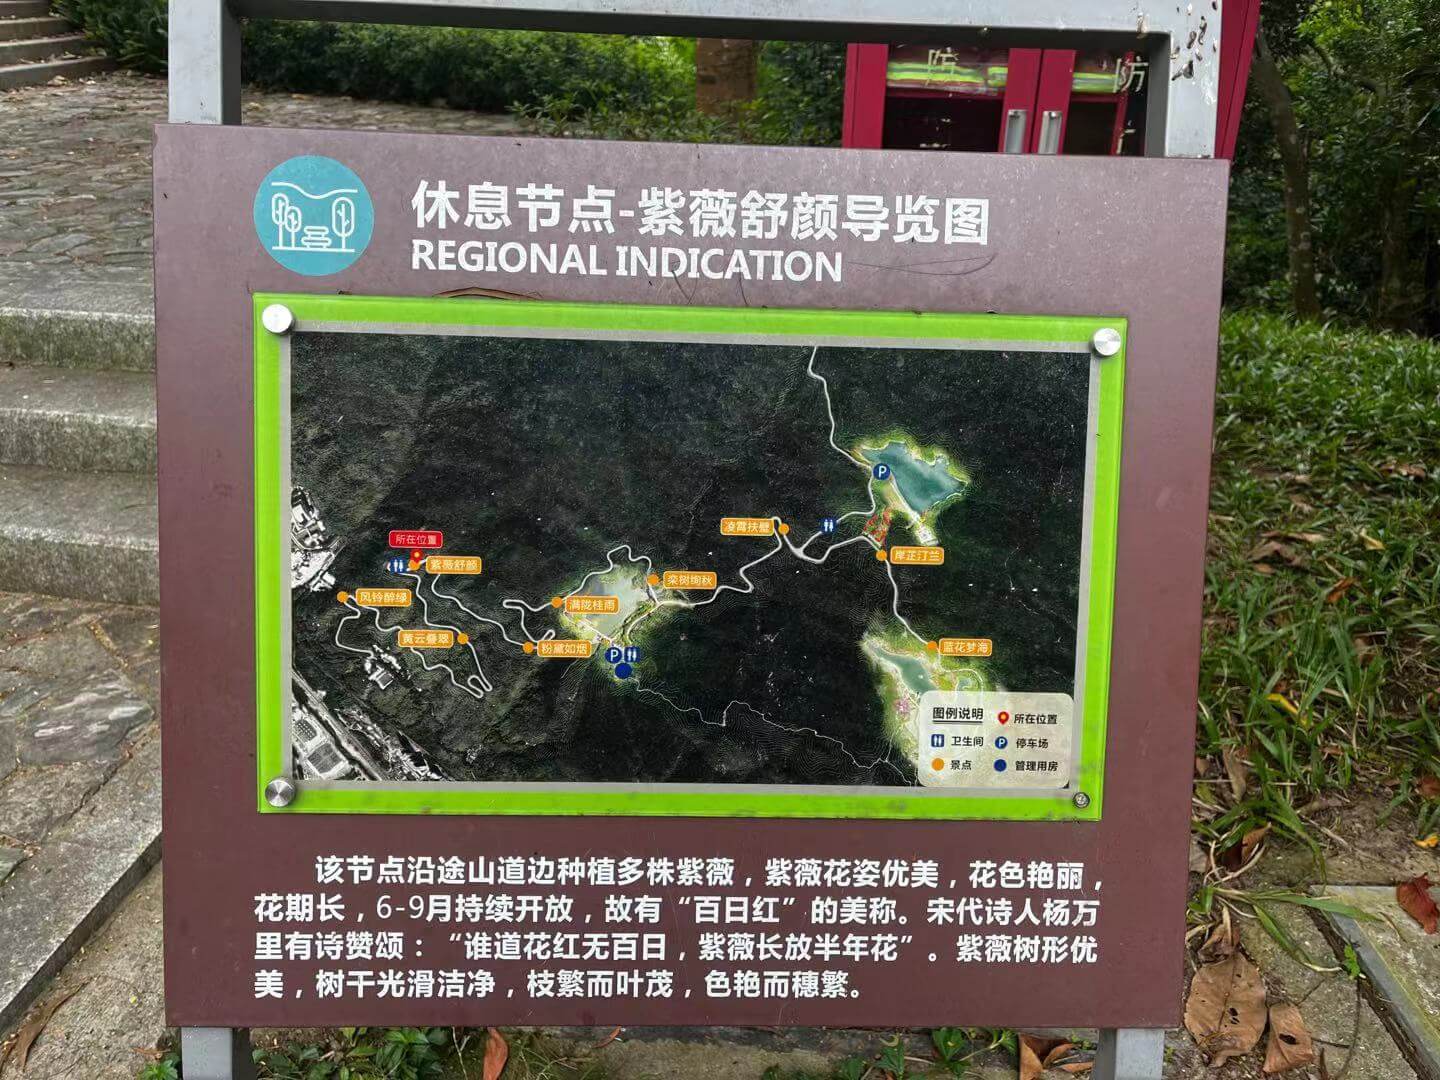 防
防
休息节点-紫薇舒颜导览图
REGIONAL INDICATION
P
凌霄扶壁
岸芷汀兰
所在位置
紫薇舒颜
栾树绚秋
风铃醉绿
满陇桂雨
黄云叠翠
粉黛如烟
蓝花梦海
P
图例说明
所在位置
卫生间
P
停车场
景点
管理用房
该节点沿途山道边种植多株紫薇，紫薇花姿优美，花色艳丽，
花期长，6-9月持续开放，故有“百日红”的美称。宋代诗人杨万
里有诗赞颂：“谁道花红无百日，紫薇长放半年花”。紫薇树形优
美，树干光滑洁净，枝繁而叶茂，色艳而穗繁。